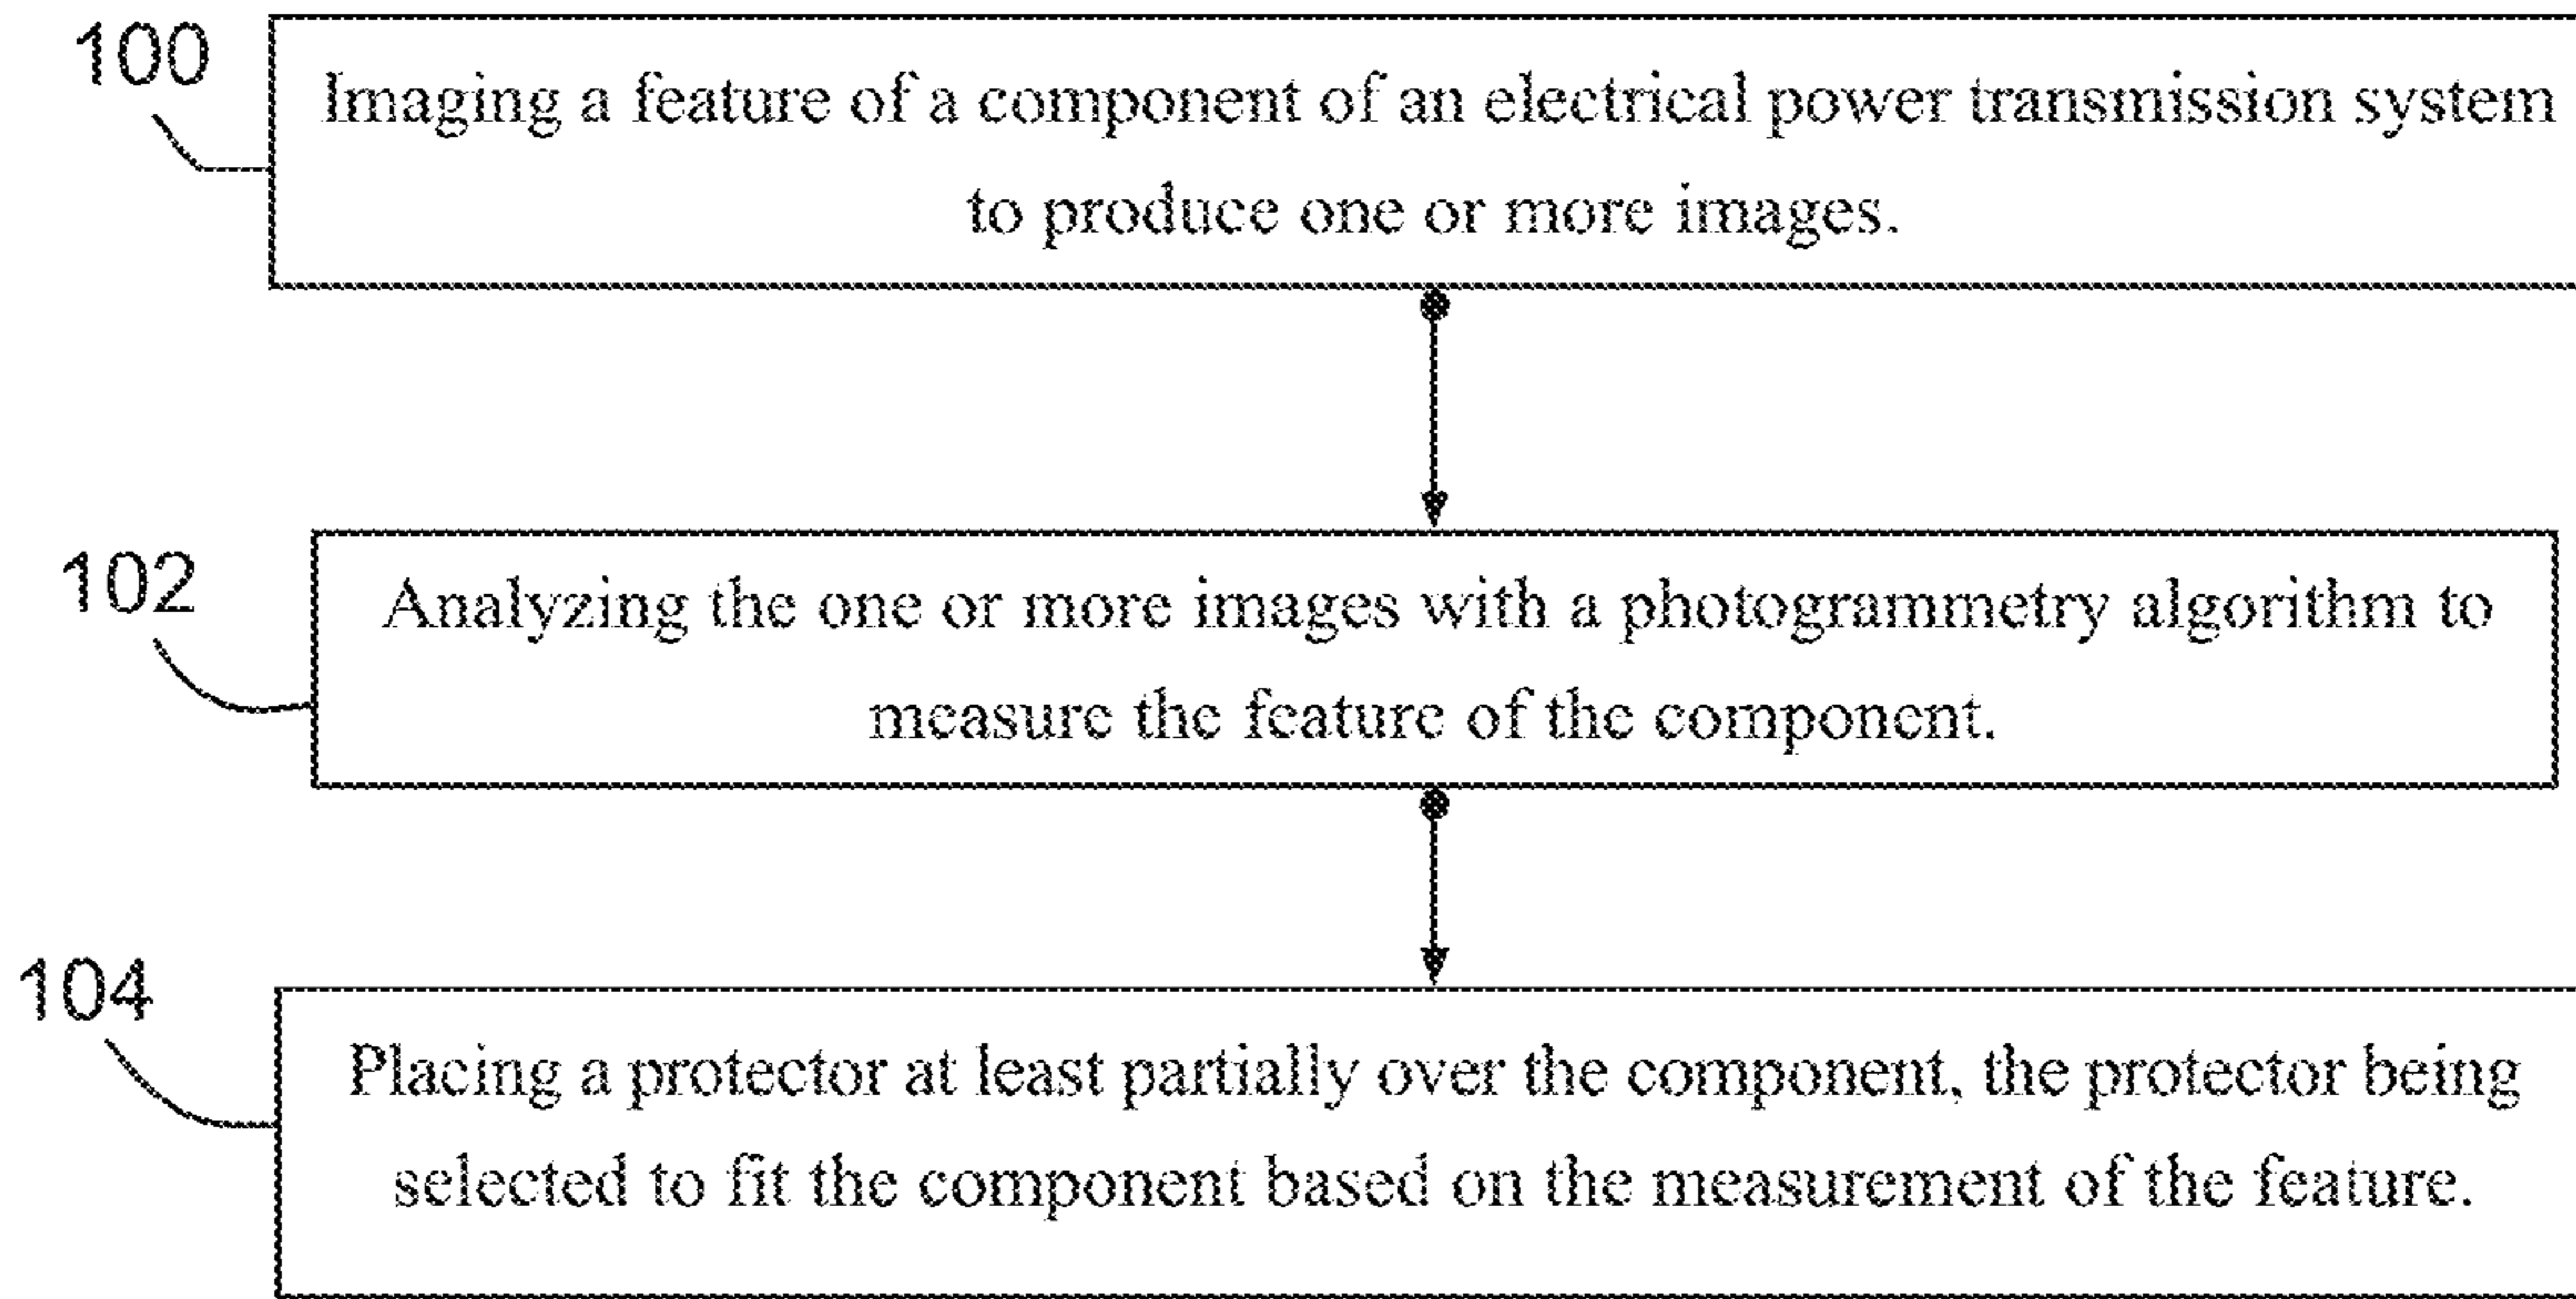 100
Imaging a feature of a component of an electrical power transmission system
to produce one or more images.
102
Analyzing the one or more images with a photogrammetry algorithm to
measure the feature of the component.
104
Placing a protector at least partially over the component, the protector being
selected to fit the component based on the measurement of the feature.